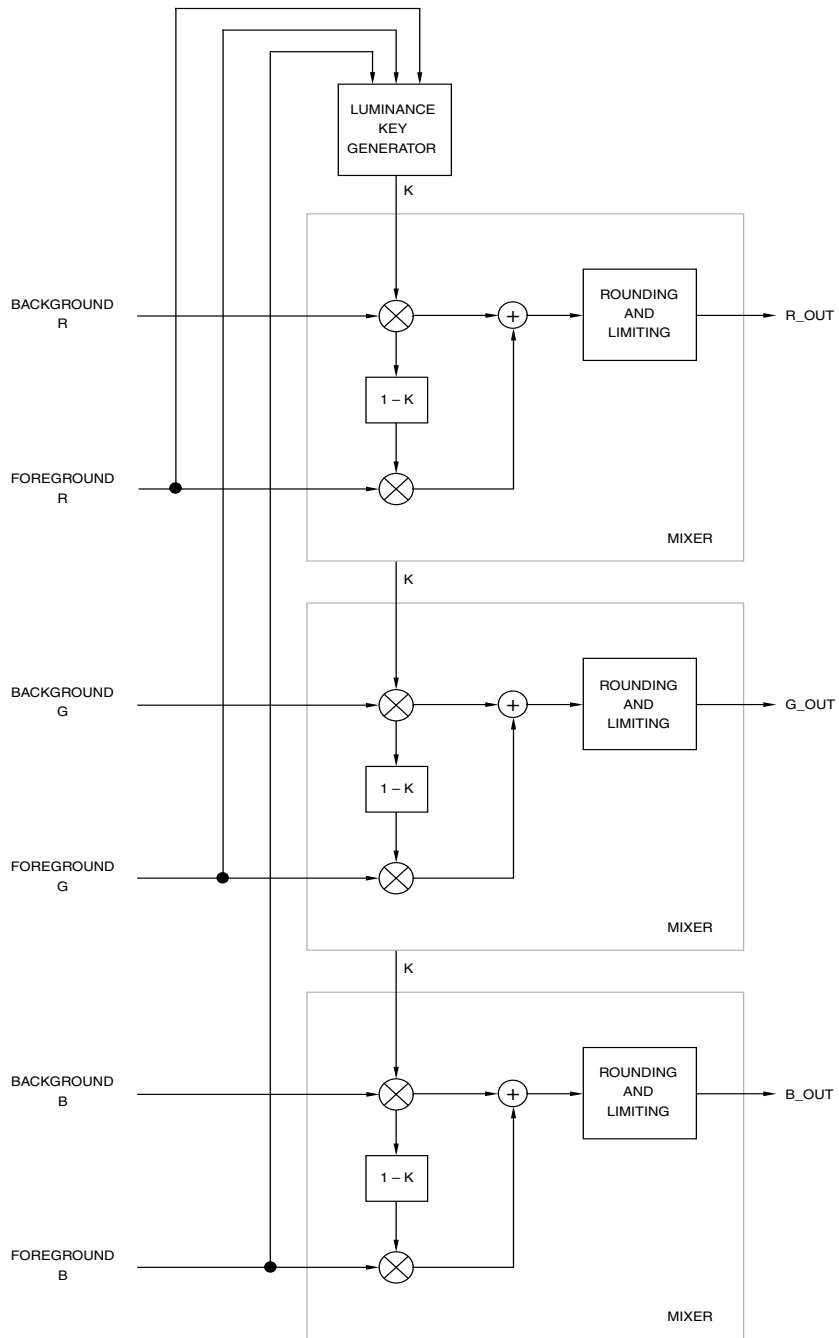 LUMINANCE
KEY
GENERATOR
K
BACKGROUND
R
ROUNDING
AND
LIMITING
R_OUT
+
1 – K
FOREGROUND
R
MIXER
K
BACKGROUND
G
ROUNDING
AND
LIMITING
G_OUT
+
1 – K
FOREGROUND
G
MIXER
K
BACKGROUND
B
ROUNDING
AND
LIMITING
B_OUT
+
1 – K
FOREGROUND
B
MIXER